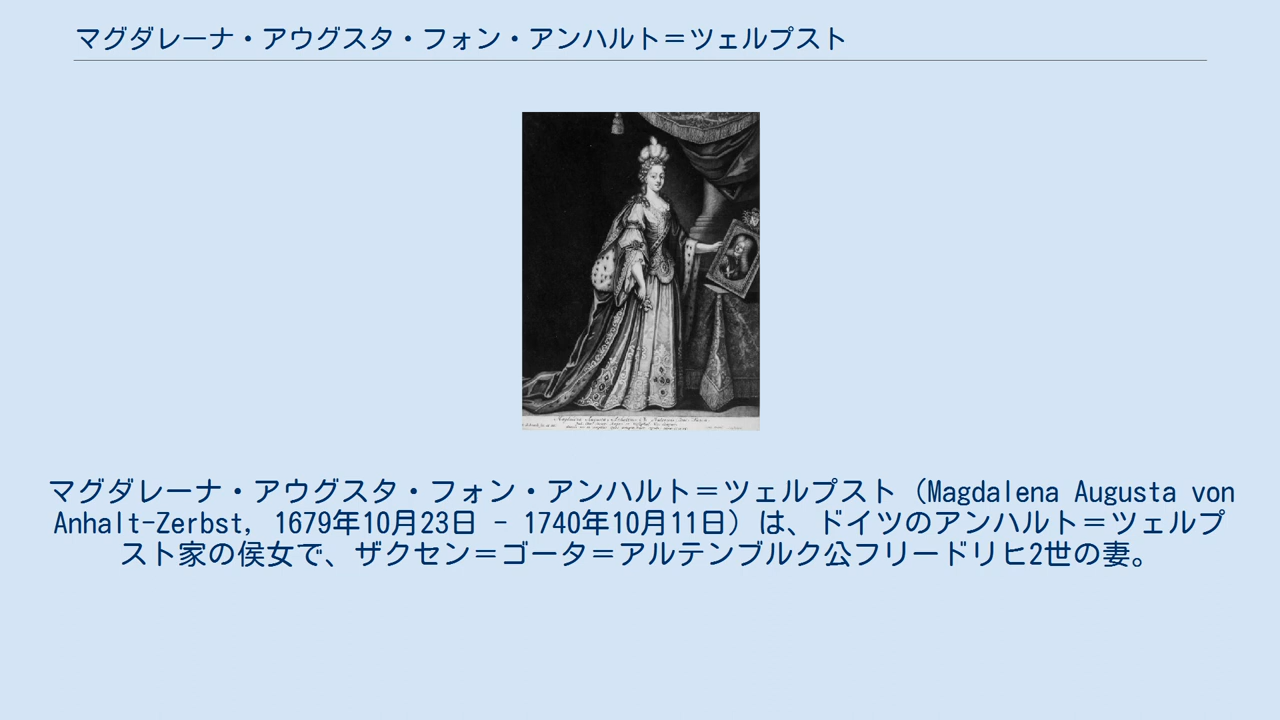 マグダレーナ・アウグスタ・フォン・アンハルト＝ツェルプスト
マグダレーナ・アウグスタ・フォン・アンハルト＝ツェルプスト（Magdalena Augusta von
Anhalt-Zerbst, 1679年10月23日 - 1740年10月11日）は、ドイツのアンハルト＝ツェルプ
スト家の侯女で、ザクセン＝ゴータ＝アルテンブルク公フリードリヒ2世の妻。